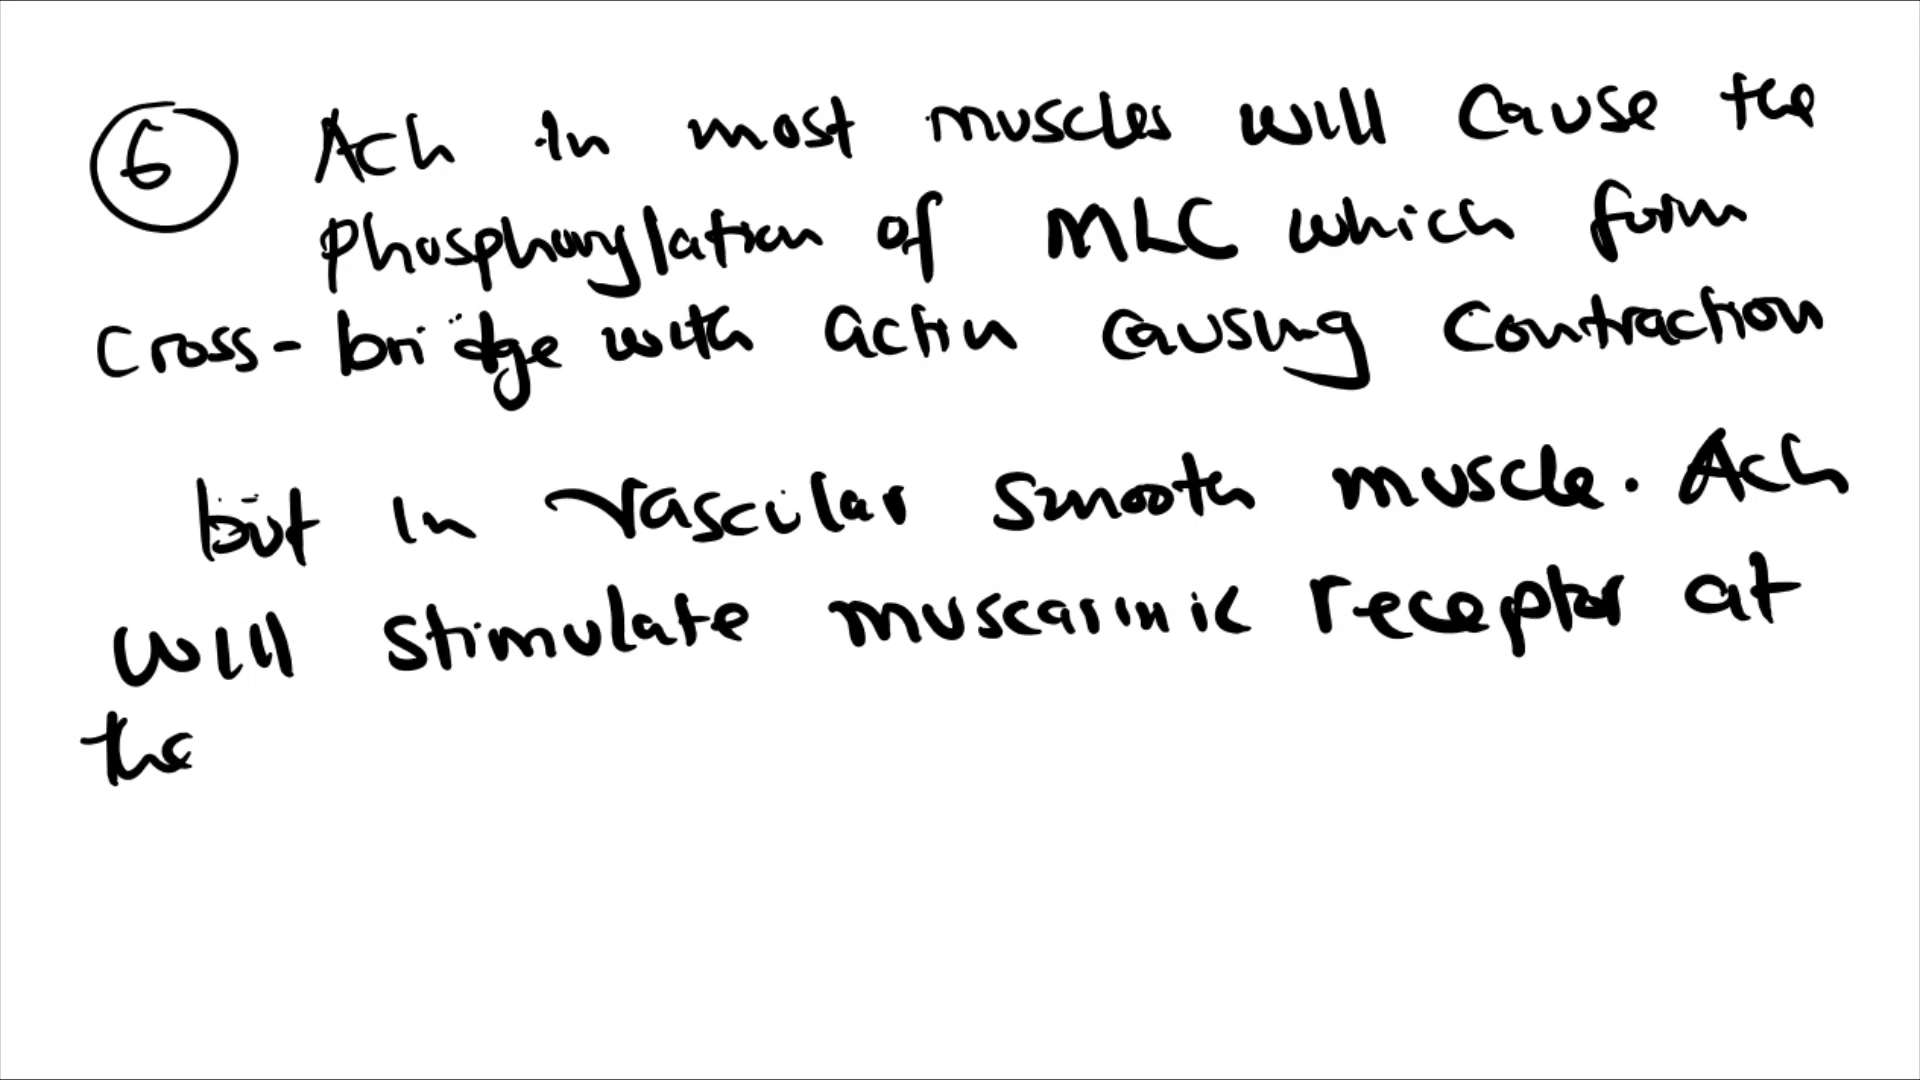 6 Ach in most muscles will cause the
phosphorylation of MLC which form
cross-bridge with actin causing contraction
but in vascular smooth muscle. Ach
will stimulate muscarinic receptor at
the